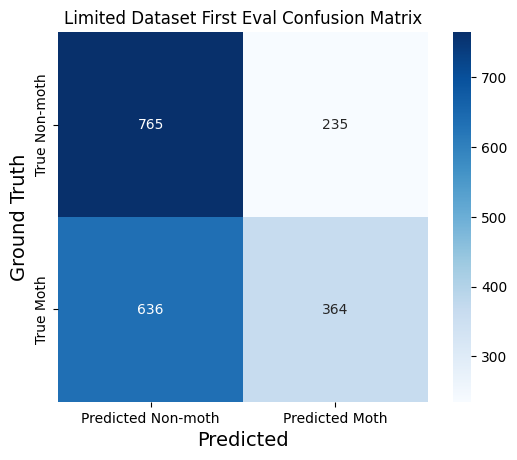 Limited Dataset First Eval Confusion Matrix
True Non-moth
765
235
True Moth
636
364
Ground Truth
Predicted Non-moth
Predicted Moth
Predicted
700
600
500
400
300